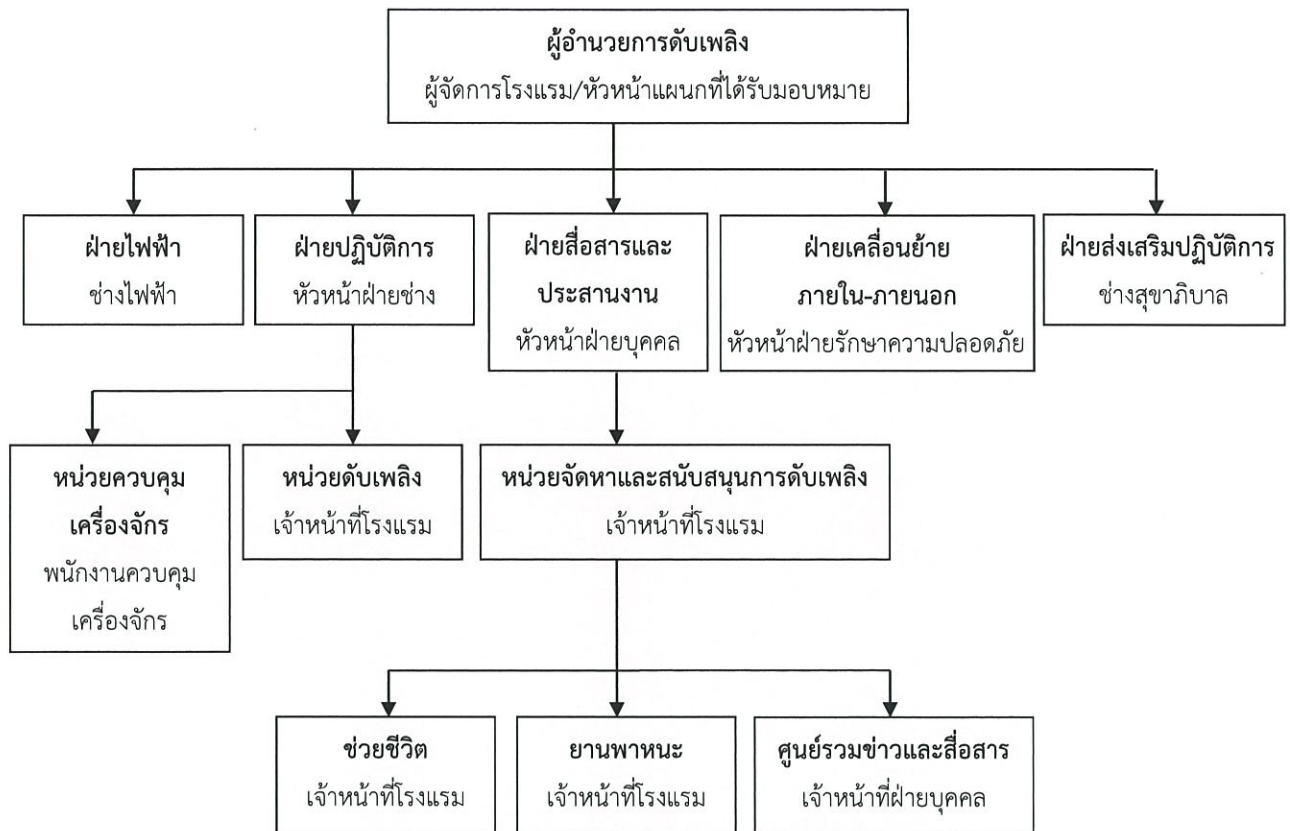 ผู้อำนวยการดับเพลิง
ผู้จัดการโรงแรม/หัวหน้าแผนกที่ได้รับมอบหมาย
ฝ่ายไฟฟ้า
ช่างไฟฟ้า
ฝ่ายปฏิบัติการ
หัวหน้าฝ่ายช่าง
ฝ่ายสื่อสารและ
ประสานงาน
หัวหน้าฝ่ายบุคคล
ฝ่ายเคลื่อนย้าย
ภายใน-ภายนอก
หัวหน้าฝ่ายรักษาความปลอดภัย
ฝ่ายส่งเสริมปฏิบัติการ
ช่างสุขาภิบาล
หน่วยควบคุม
เครื่องจักร
พนักงานควบคุม
เครื่องจักร
หน่วยดับเพลิง
เจ้าหน้าที่โรงแรม
หน่วยจัดหาและสนับสนุนการดับเพลิง
เจ้าหน้าที่โรงแรม
ช่วยชีวิต
เจ้าหน้าที่โรงแรม
ยานพาหนะ
เจ้าหน้าที่โรงแรม
ศูนย์รวมข่าวและสื่อสาร
เจ้าหน้าที่ฝ่ายบุคคล